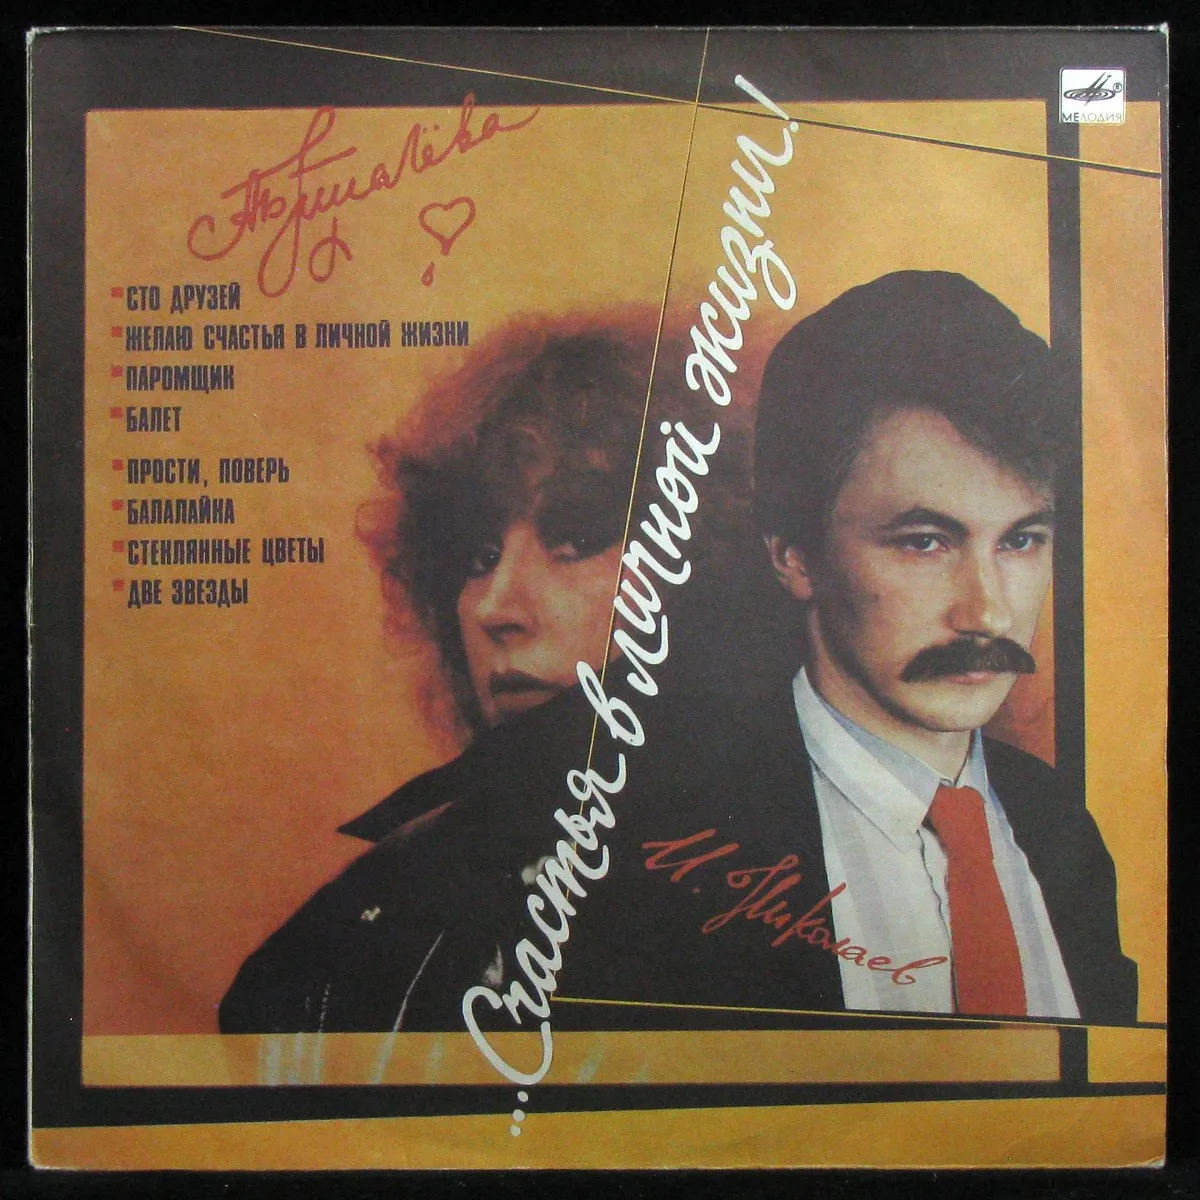 МЕЛОДИЯ
А. Пугачёва
СТО ДРУЗЕЙ
ЖЕЛАЮ СЧАСТЬЯ В ЛИЧНОЙ ЖИЗНИ
ПАРОМЩИК
БАЛЕТ
ПРОСТИ, ПОВЕРЬ
БАЛАЛАЙКА
СТЕКЛЯННЫЕ ЦВЕТЫ
ДВЕ ЗВЕЗДЫ
...Счастья в личной жизни!
И. Николаев